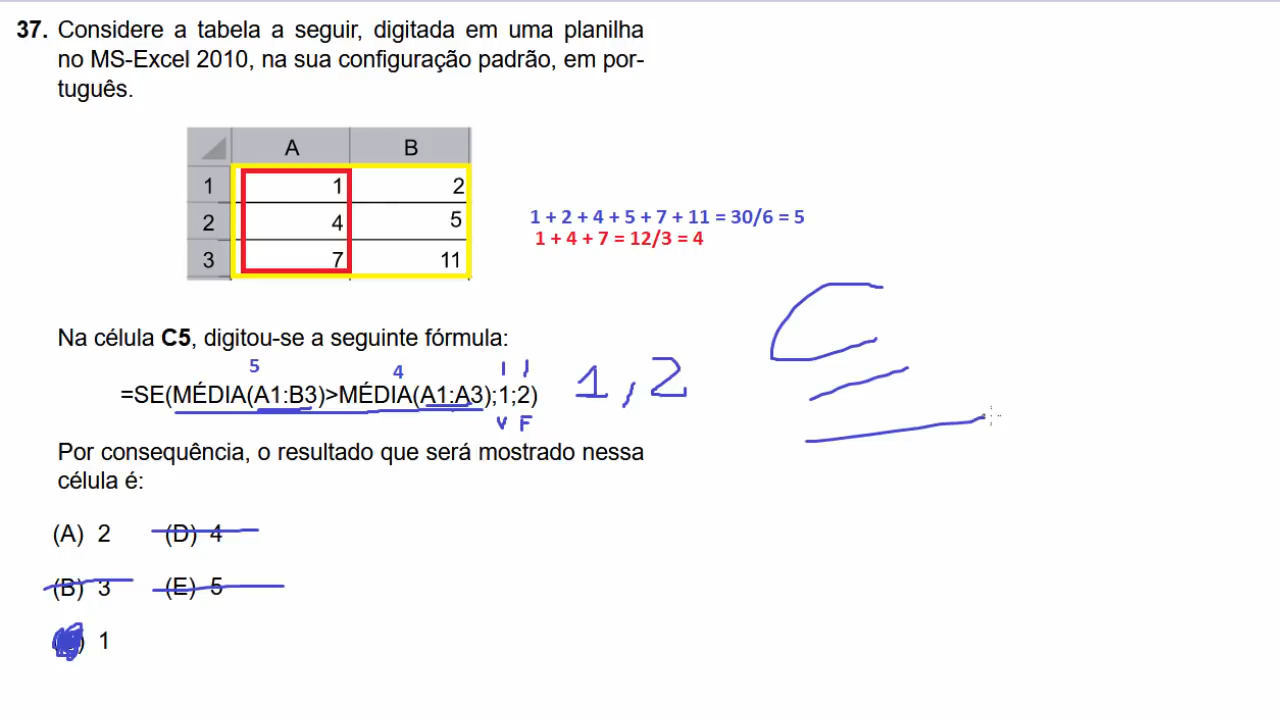 37. Considere a tabela a seguir, digitada em uma planilha
no MS-Excel 2010, na sua configuração padrão, em por-
tuguês.
A B
1 1 2
2 4 5
3 7 11
1 + 2 + 4 + 5 + 7 + 11 = 30/6 = 5
1 + 4 + 7 = 12/3 = 4
Na célula C5, digitou-se a seguinte fórmula:
5 4
=SE(MÉDIA(A1:B3)>MÉDIA(A1:A3);1;2) 1,2
V F
Por consequência, o resultado que será mostrado nessa
célula é:
(A) 2 (D) 4
(B) 3 (E) 5
1